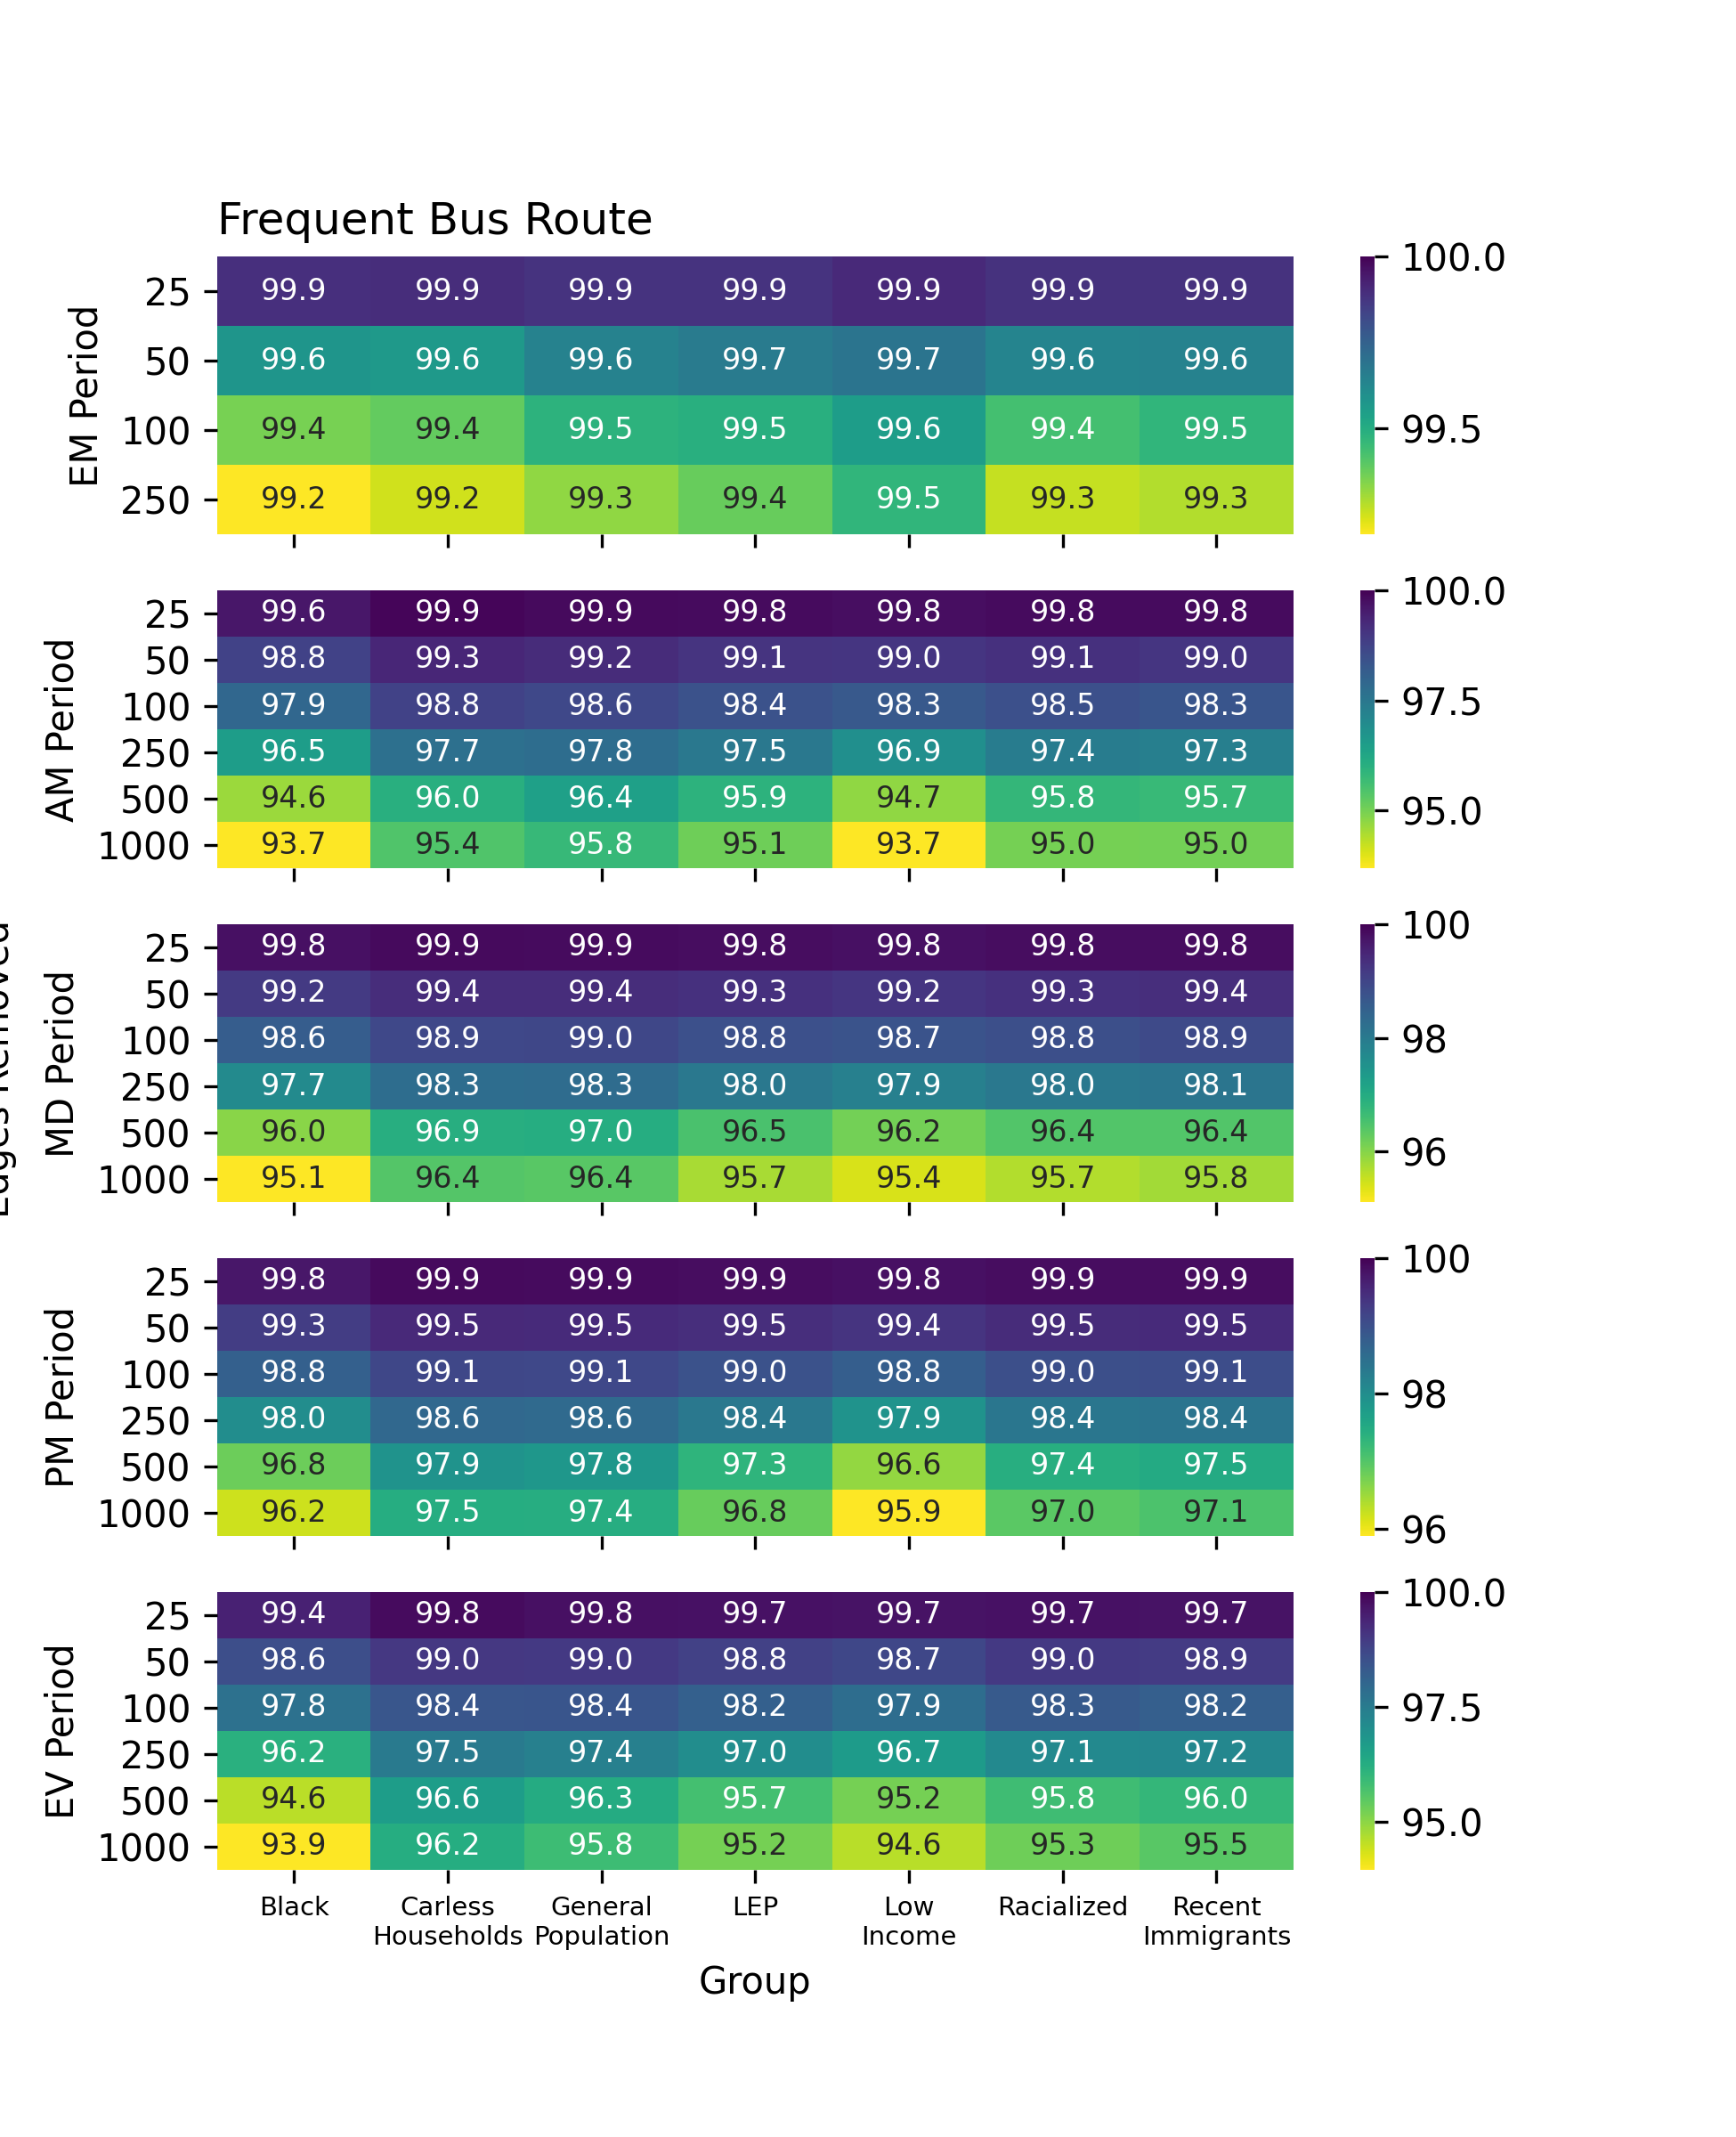 Frequent Bus Route
EM Period
25 99.9 99.9 99.9 99.9 99.9 99.9 99.9
50 99.6 99.6 99.6 99.7 99.7 99.6 99.6
100 99.4 99.4 99.5 99.5 99.6 99.4 99.5
250 99.2 99.2 99.3 99.4 99.5 99.3 99.3
100.0
99.5
AM Period
25 99.6 99.9 99.9 99.8 99.8 99.8 99.8
50 98.8 99.3 99.2 99.1 99.0 99.1 99.0
100 97.9 98.8 98.6 98.4 98.3 98.5 98.3
250 96.5 97.7 97.8 97.5 96.9 97.4 97.3
500 94.6 96.0 96.4 95.9 94.7 95.8 95.7
1000 93.7 95.4 95.8 95.1 93.7 95.0 95.0
100.0
97.5
95.0
MD Period
25 99.8 99.9 99.9 99.8 99.8 99.8 99.8
50 99.2 99.4 99.4 99.3 99.2 99.3 99.4
100 98.6 98.9 99.0 98.8 98.7 98.8 98.9
250 97.7 98.3 98.3 98.0 97.9 98.0 98.1
500 96.0 96.9 97.0 96.5 96.2 96.4 96.4
1000 95.1 96.4 96.4 95.7 95.4 95.7 95.8
100
98
96
PM Period
25 99.8 99.9 99.9 99.9 99.8 99.9 99.9
50 99.3 99.5 99.5 99.5 99.4 99.5 99.5
100 98.8 99.1 99.1 99.0 98.8 99.0 99.1
250 98.0 98.6 98.6 98.4 97.9 98.4 98.4
500 96.8 97.9 97.8 97.3 96.6 97.4 97.5
1000 96.2 97.5 97.4 96.8 95.9 97.0 97.1
100
98
96
EV Period
25 99.4 99.8 99.8 99.7 99.7 99.7 99.7
50 98.6 99.0 99.0 98.8 98.7 99.0 98.9
100 97.8 98.4 98.4 98.2 97.9 98.3 98.2
250 96.2 97.5 97.4 97.0 96.7 97.1 97.2
500 94.6 96.6 96.3 95.7 95.2 95.8 96.0
1000 93.9 96.2 95.8 95.2 94.6 95.3 95.5
100.0
97.5
95.0
Black Carless General LEP Low Racialized Recent
Households Population Income Immigrants
Group